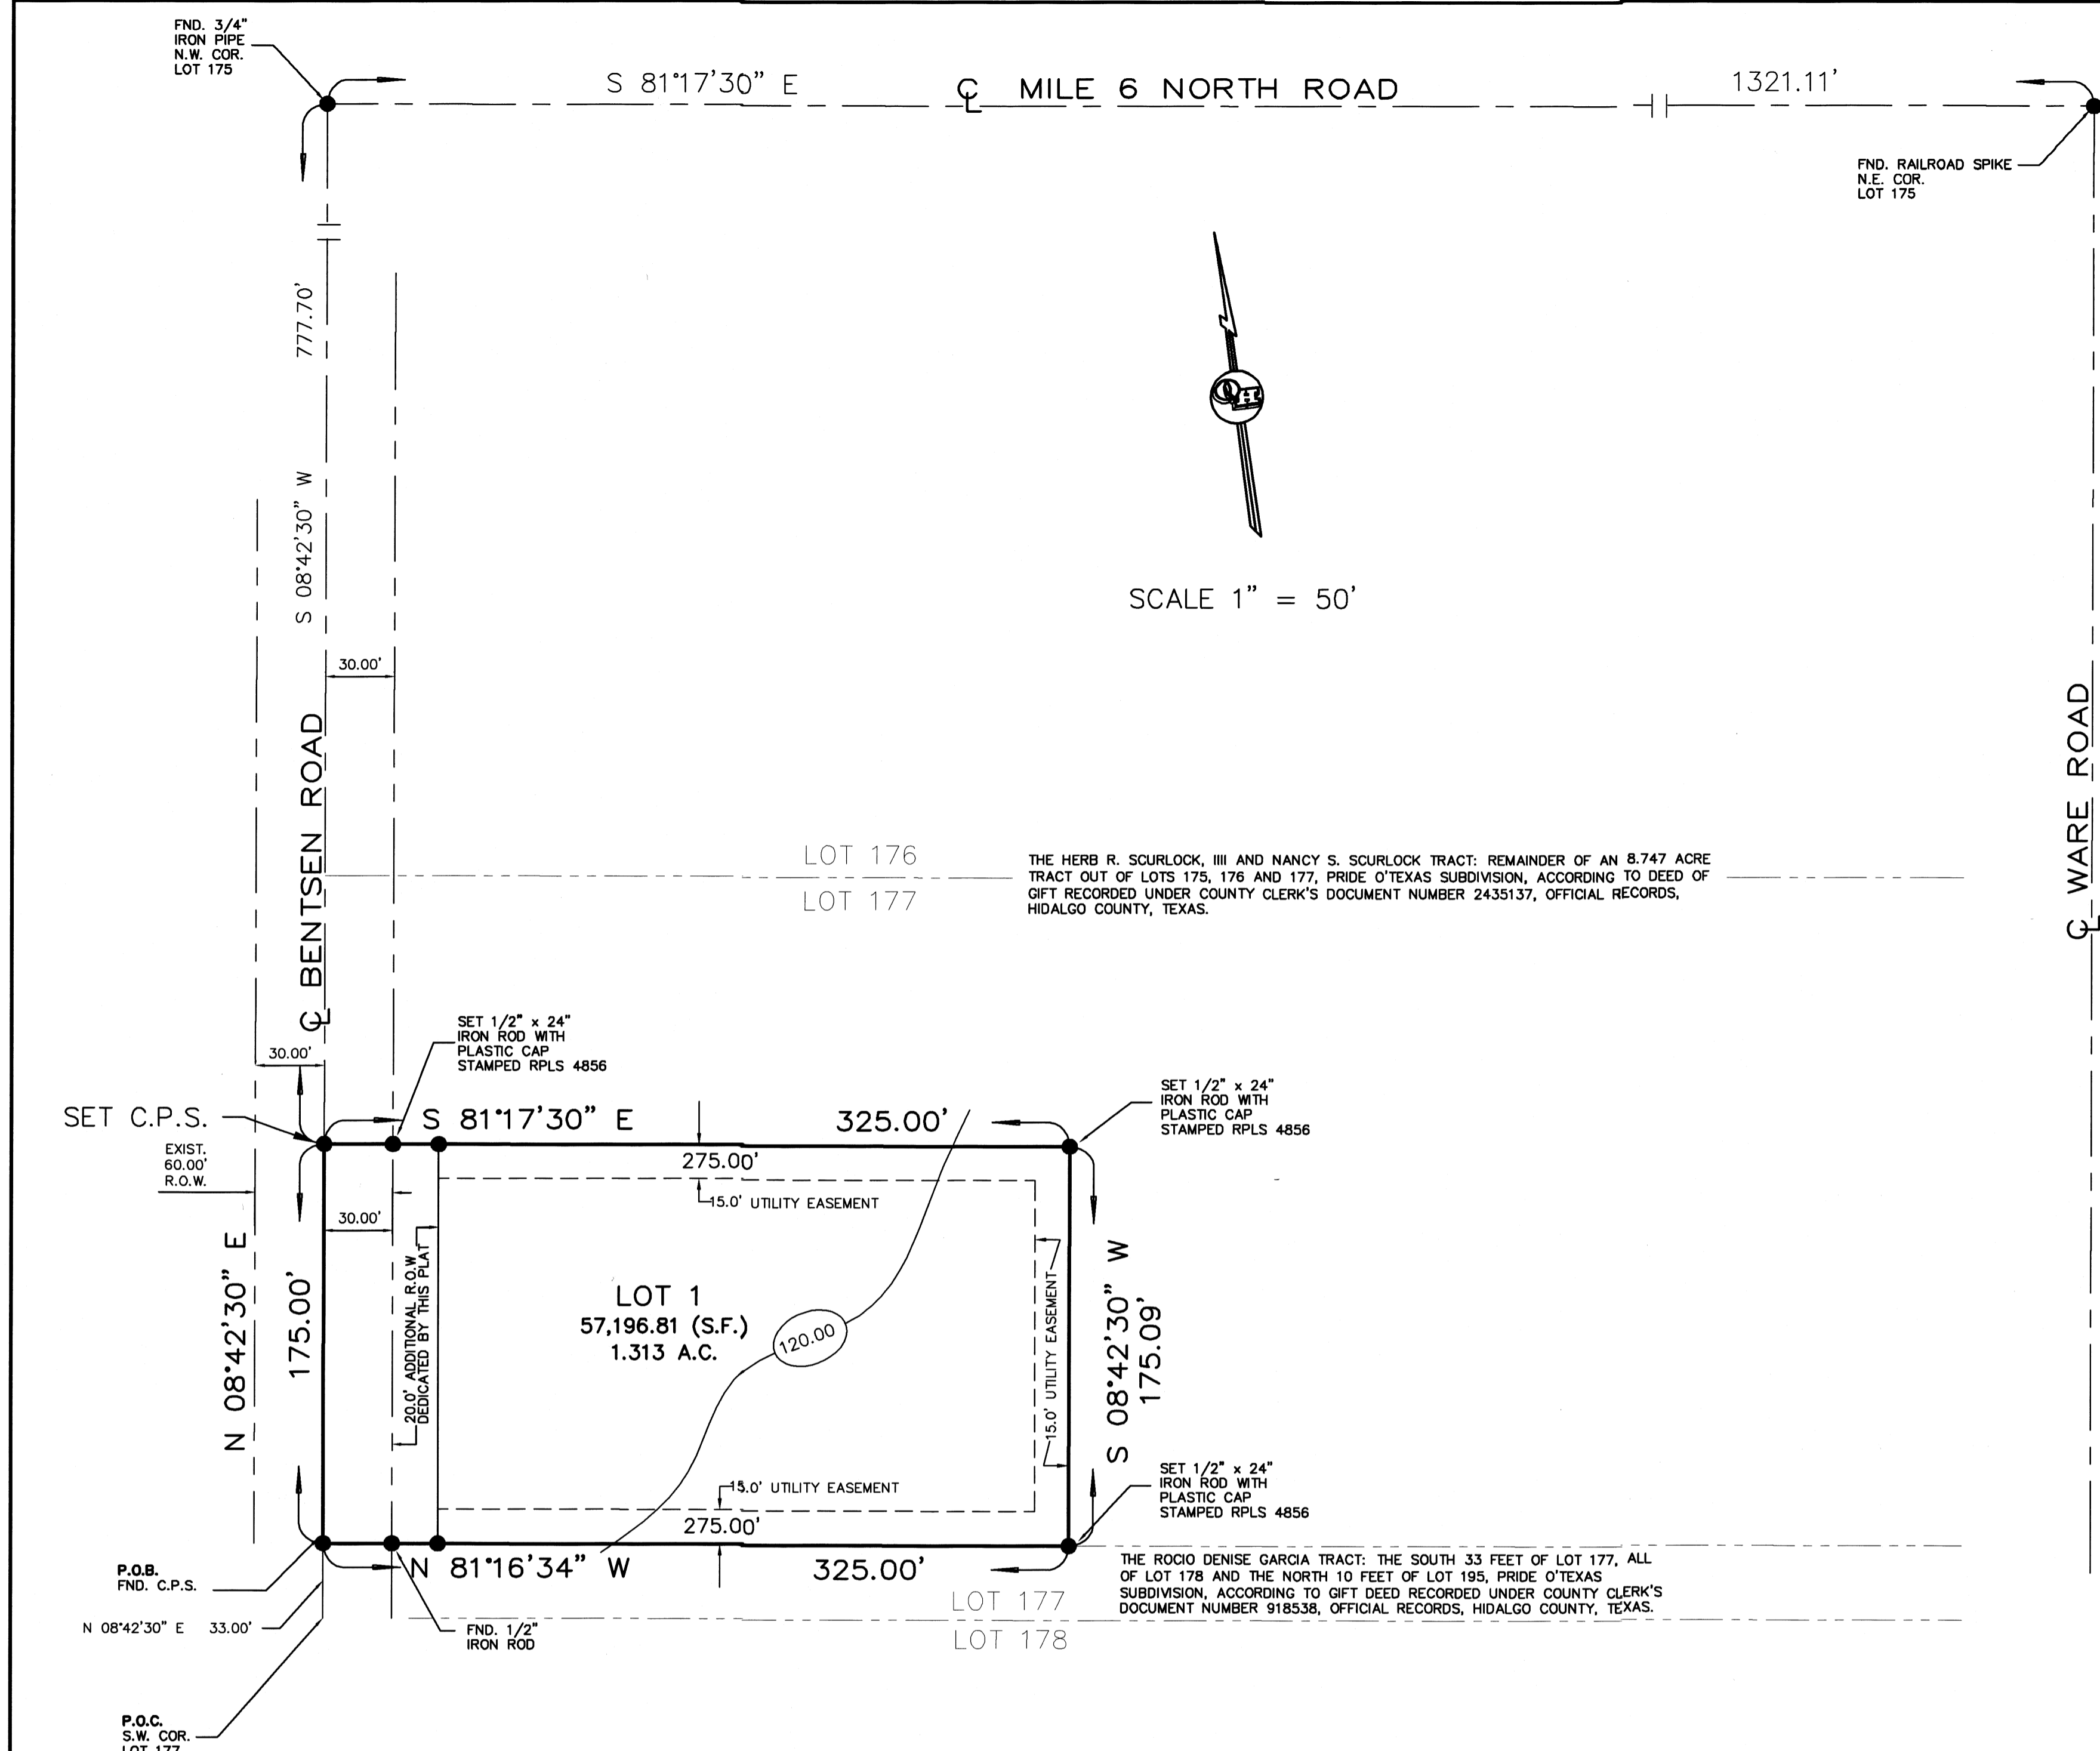 FND. 3/4"
IRON PIPE
N.W. COR.
LOT 175
S 81°17'30" E
℄ MILE 6 NORTH ROAD
1321.11'
FND. RAILROAD SPIKE
N.E. COR.
LOT 175
777.70'
S 08°42'30" W
SCALE 1" = 50'
30.00'
℄ BENTSEN ROAD
℄ WARE ROAD
LOT 176
LOT 177
THE HERB R. SCURLOCK, IIII AND NANCY S. SCURLOCK TRACT: REMAINDER OF AN 8.747 ACRE
TRACT OUT OF LOTS 175, 176 AND 177, PRIDE O'TEXAS SUBDIVISION, ACCORDING TO DEED OF
GIFT RECORDED UNDER COUNTY CLERK'S DOCUMENT NUMBER 2435137, OFFICIAL RECORDS,
HIDALGO COUNTY, TEXAS.
SET 1/2" x 24"
IRON ROD WITH
PLASTIC CAP
STAMPED RPLS 4856
30.00'
SET 1/2" x 24"
IRON ROD WITH
PLASTIC CAP
STAMPED RPLS 4856
SET C.P.S.
S 81°17'30" E
325.00'
EXIST.
60.00'
R.O.W.
275.00'
15.0' UTILITY EASEMENT
30.00'
N 08°42'30" E
175.00'
20.0' ADDITIONAL R.O.W
DEDICATED BY THIS PLAT
LOT 1
57,196.81 (S.F.)
1.313 A.C.
120.00
15.0' UTILITY EASEMENT
S 08°42'30" W
175.09'
15.0' UTILITY EASEMENT
275.00'
SET 1/2" x 24"
IRON ROD WITH
PLASTIC CAP
STAMPED RPLS 4856
N 81°16'34" W
325.00'
P.O.B.
FND. C.P.S.
THE ROCIO DENISE GARCIA TRACT: THE SOUTH 33 FEET OF LOT 177, ALL
OF LOT 178 AND THE NORTH 10 FEET OF LOT 195, PRIDE O'TEXAS
SUBDIVISION, ACCORDING TO GIFT DEED RECORDED UNDER COUNTY CLERK'S
DOCUMENT NUMBER 918538, OFFICIAL RECORDS, HIDALGO COUNTY, TEXAS.
LOT 177
LOT 178
N 08°42'30" E 33.00'
FND. 1/2"
IRON ROD
P.O.C.
S.W. COR.
LOT 177